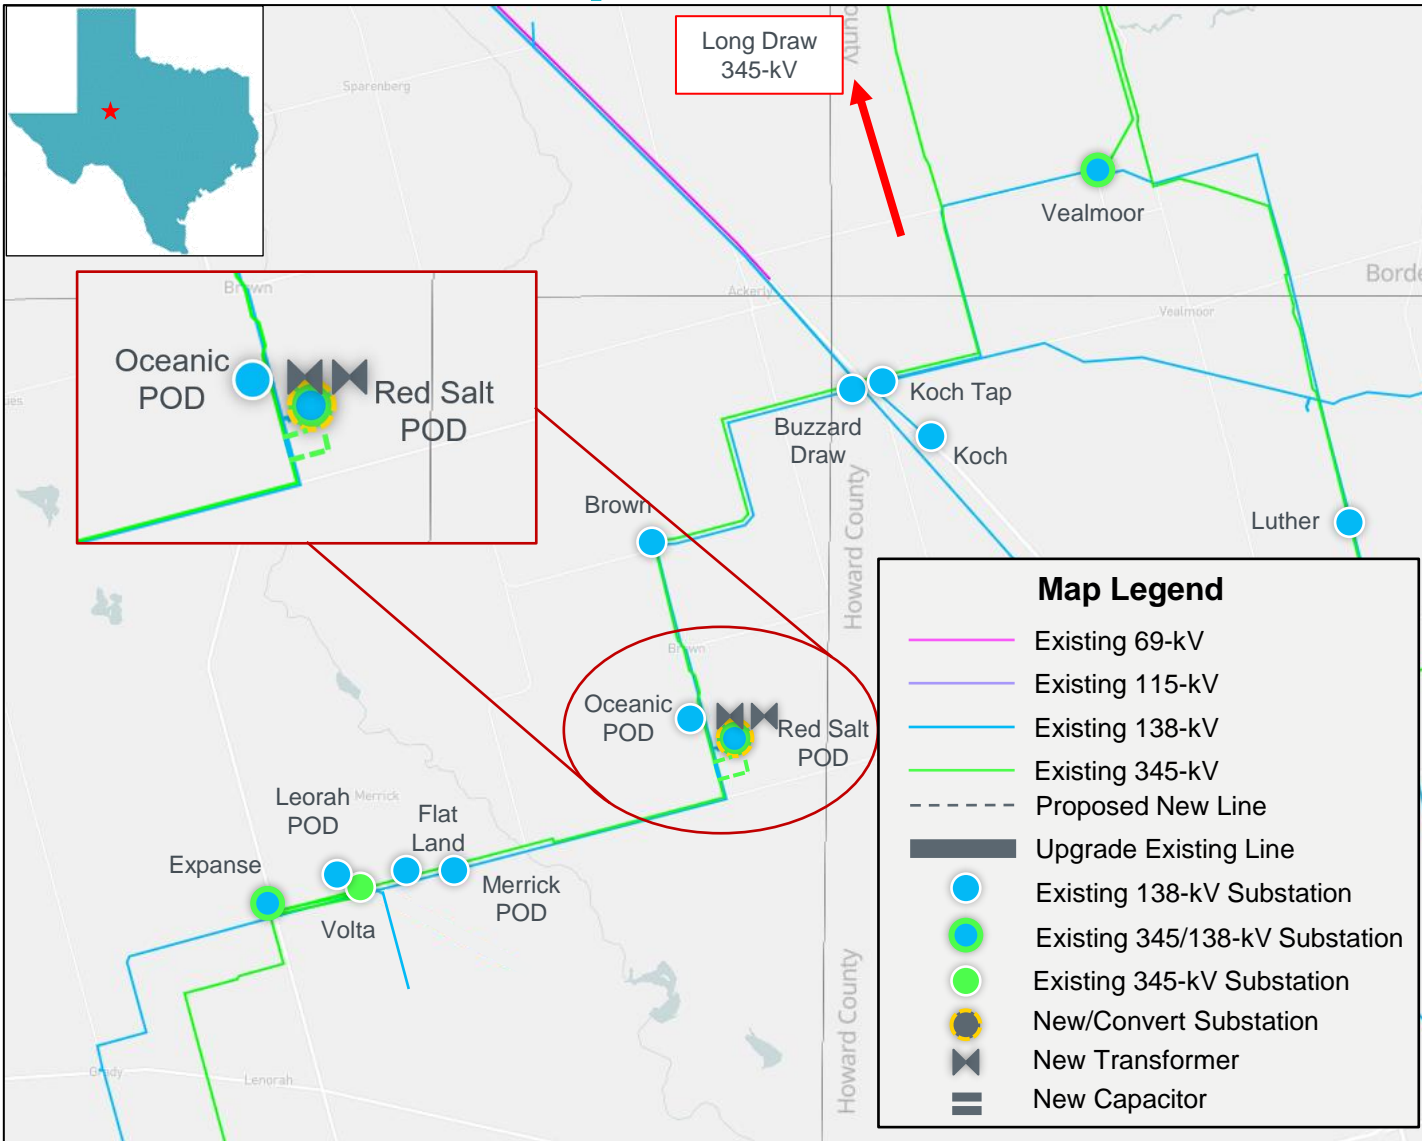 Long Draw
345-kV
ounty
Sparenberg
Vealmoor
Borde
Brown
Ackerly
Vealmoor
Oceanic
POD
Red Salt
POD
ues
Koch Tap
Buzzard
Draw
Koch
Howard County
Brown
Luther
Brown
Oceanic
POD
Red Salt
POD
Leorah
POD
Merrick
Flat
Land
Expanse
Merrick
POD
Volta
Howard County
Grady
Lenorah
Map Legend
Existing 69-kV
Existing 115-kV
Existing 138-kV
Existing 345-kV
Proposed New Line
Upgrade Existing Line
Existing 138-kV Substation
Existing 345/138-kV Substation
Existing 345-kV Substation
New/Convert Substation
New Transformer
New Capacitor